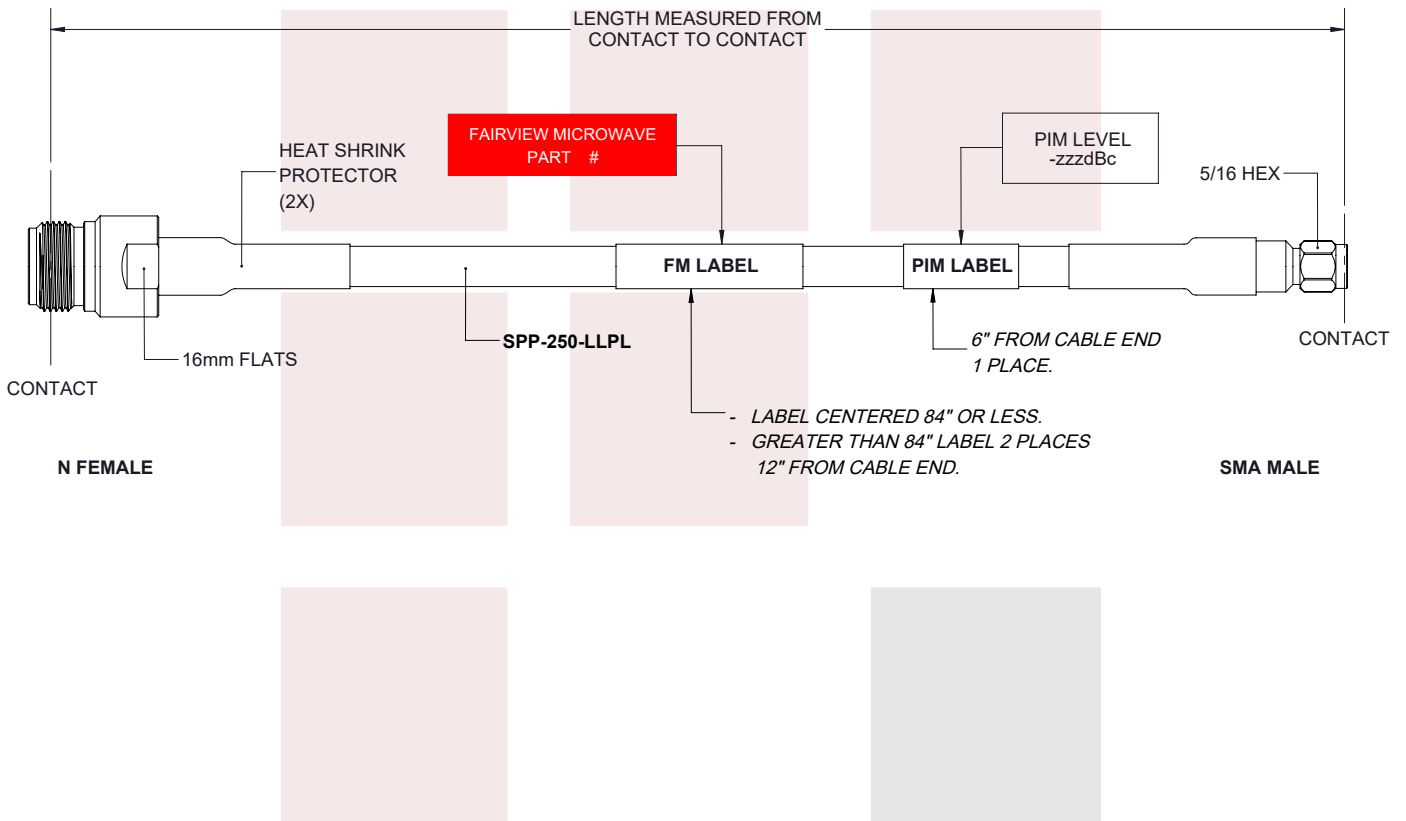 LENGTH MEASURED FROM
CONTACT TO CONTACT
FAIRVIEW MICROWAVE
PART #
PIM LEVEL
-zzzdBc
HEAT SHRINK
PROTECTOR
(2X)
5/16 HEX
FM LABEL
PIM LABEL
SPP-250-LLPL
16mm FLATS
6" FROM CABLE END
1 PLACE.
CONTACT
CONTACT
- LABEL CENTERED 84" OR LESS.
- GREATER THAN 84" LABEL 2 PLACES
12" FROM CABLE END.
N FEMALE
SMA MALE